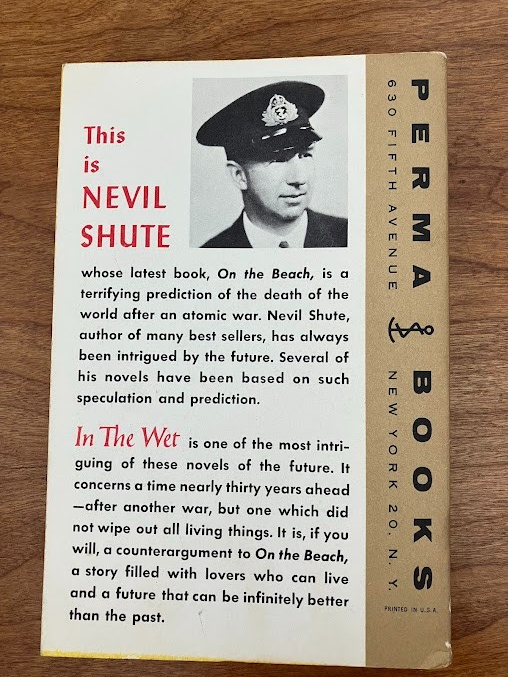 This
is
NEVIL
SHUTE
whose latest book, On the Beach, is a
terrifying prediction of the death of the
world after an atomic war. Nevil Shute,
author of many best sellers, has always
been intrigued by the future. Several of
his novels have been based on such
speculation and prediction.
In The Wet is one of the most intri-
guing of these novels of the future. It
concerns a time nearly thirty years ahead
—after another war, but one which did
not wipe out all living things. It is, if you
will, a counterargument to On the Beach,
a story filled with lovers who can live
and a future that can be infinitely better
than the past.
PERMA BOOKS
630 FIFTH AVENUE NEW YORK 20, N. Y.
PRINTED IN U.S.A.